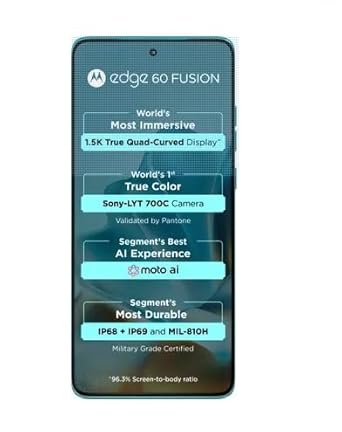 edge 60 FUSION
World's
Most Immersive
1.5K True Quad-Curved Display*
World's 1st
True Color
Sony-LYT 700C Camera
Validated by Pantone
Segment's Best
AI Experience
moto ai
Segment's
Most Durable
IP68 + IP69 and MIL-810H
Military Grade Certified
*96.3% Screen-to-body ratio